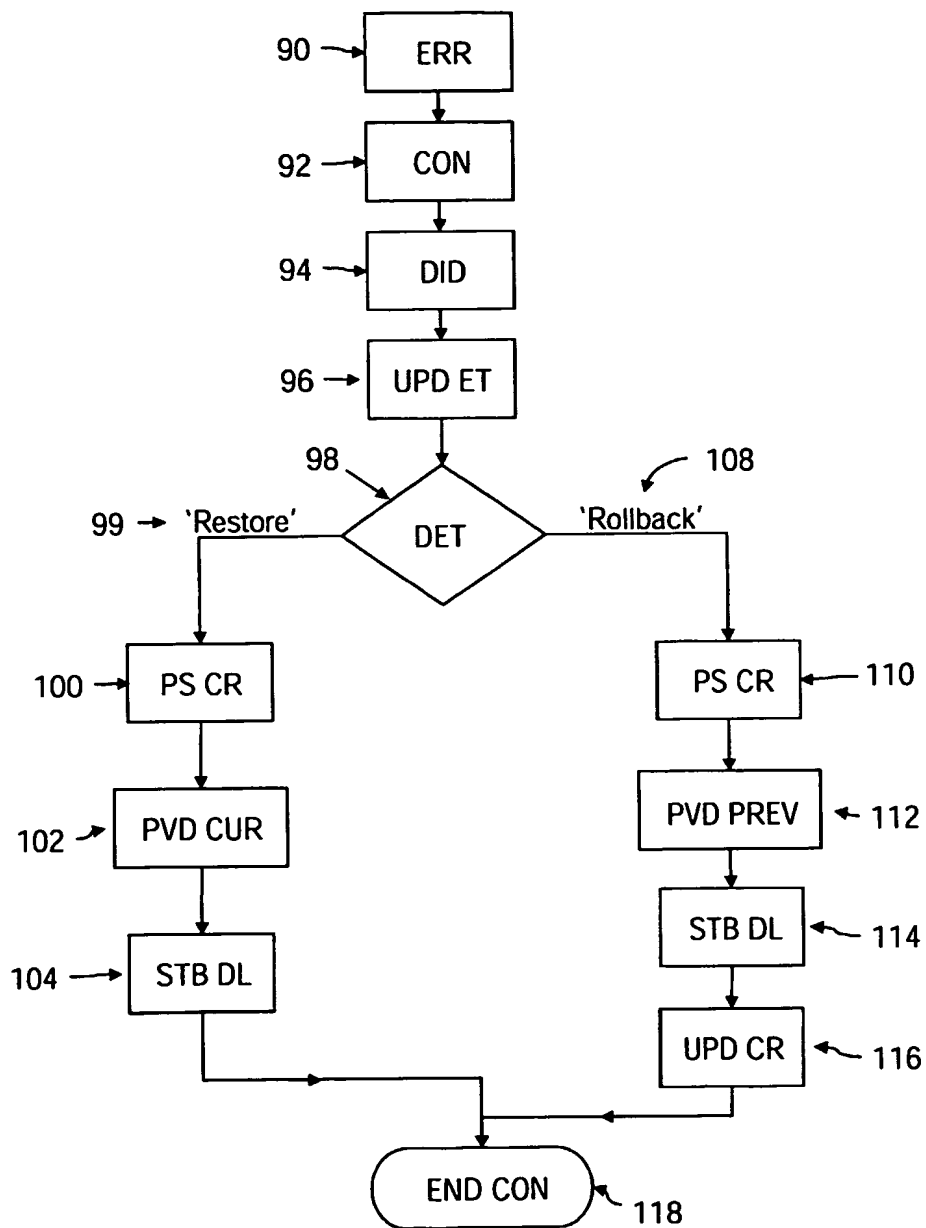 90
ERR
92
CON
94
DID
96
UPD ET
98
108
99
'Restore'
DET
'Rollback'
100
PS CR
PS CR
110
102
PVD CUR
PVD PREV
112
104
STB DL
STB DL
114
UPD CR
116
END CON
118